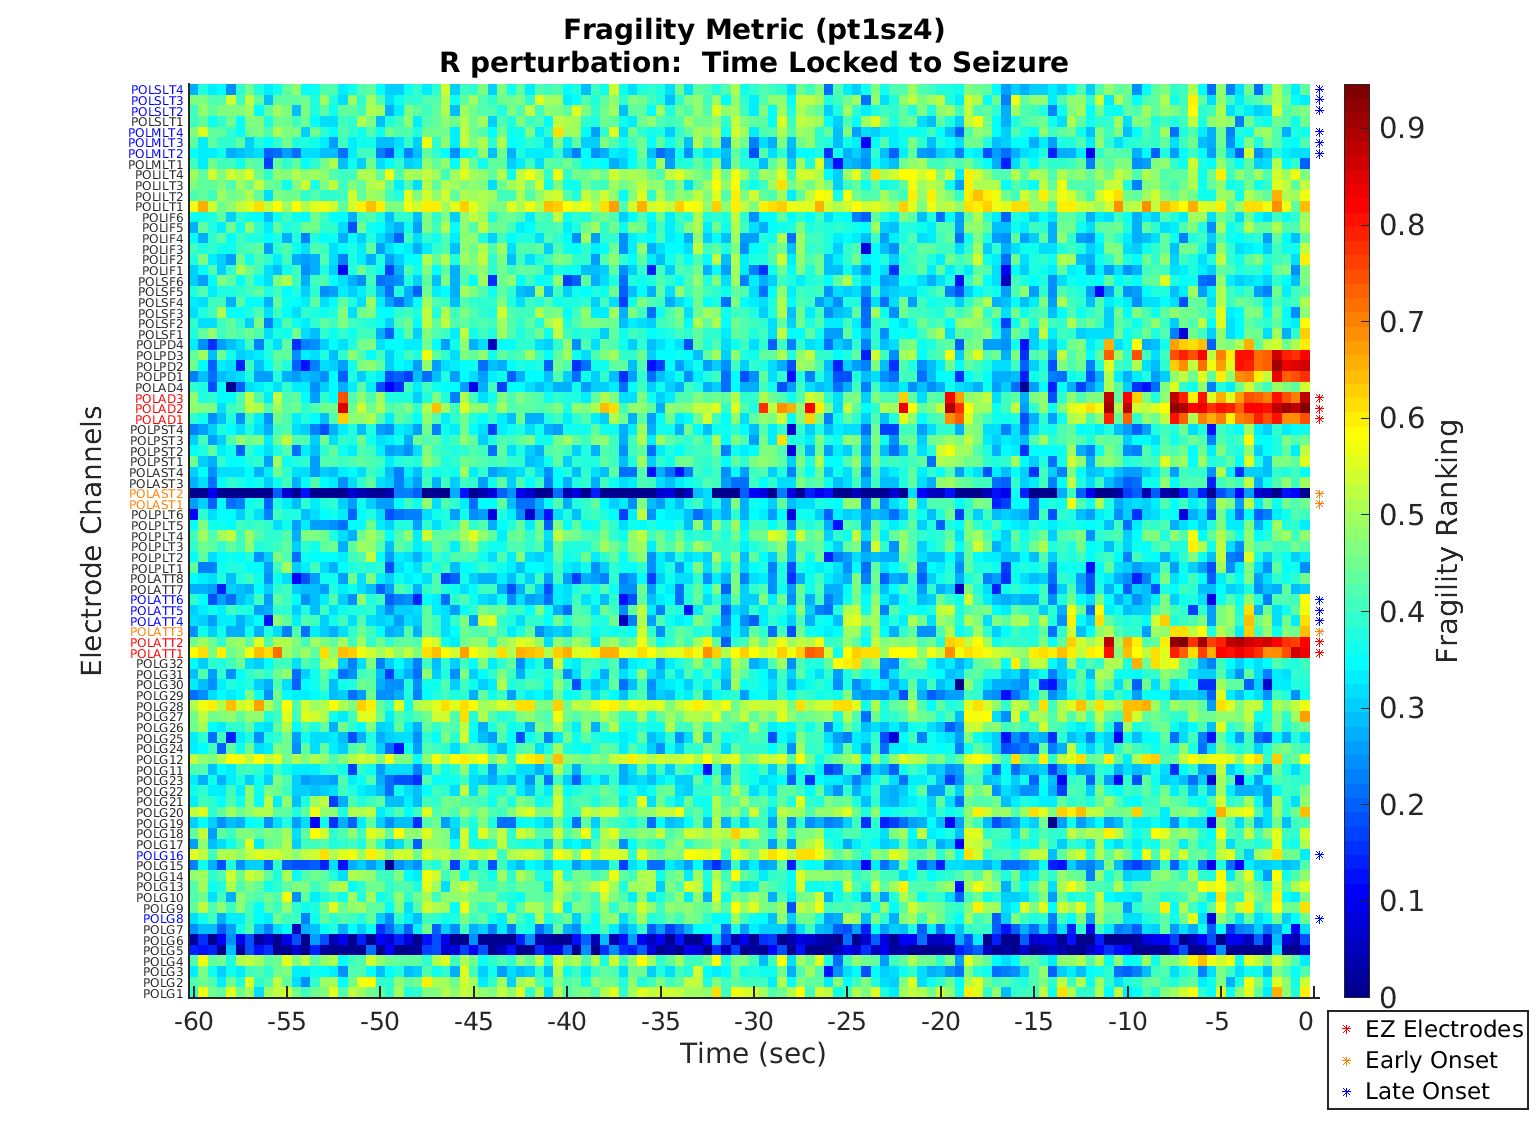 Fragility Metric (pt1sz4)
R perturbation:  Time Locked to Seizure
Electrode Channels
POLSLT4
POLSLT3
POLSLT2
POLSLT1
POLMLT4
POLMLT3
POLMLT2
POLMLT1
POLILT4
POLILT3
POLILT2
POLILT1
POLIF6
POLIF5
POLIF4
POLIF3
POLIF2
POLIF1
POLSF6
POLSF5
POLSF4
POLSF3
POLSF2
POLSF1
POLPD4
POLPD3
POLPD2
POLPD1
POLAD4
POLAD3
POLAD2
POLAD1
POLPST4
POLPST3
POLPST2
POLPST1
POLAST4
POLAST3
POLAST2
POLAST1
POLPLT6
POLPLT5
POLPLT4
POLPLT3
POLPLT2
POLPLT1
POLATT8
POLATT7
POLATT6
POLATT5
POLATT4
POLATT3
POLATT2
POLATT1
POLG32
POLG31
POLG30
POLG29
POLG28
POLG27
POLG26
POLG25
POLG24
POLG12
POLG11
POLG23
POLG22
POLG21
POLG20
POLG19
POLG18
POLG17
POLG16
POLG15
POLG14
POLG13
POLG10
POLG9
POLG8
POLG7
POLG6
POLG5
POLG4
POLG3
POLG2
POLG1
-60 -55 -50 -45 -40 -35 -30 -25 -20 -15 -10 -5 0
Time (sec)
0.9
0.8
0.7
0.6
0.5
0.4
0.3
0.2
0.1
0
Fragility Ranking
EZ Electrodes
Early Onset
Late Onset